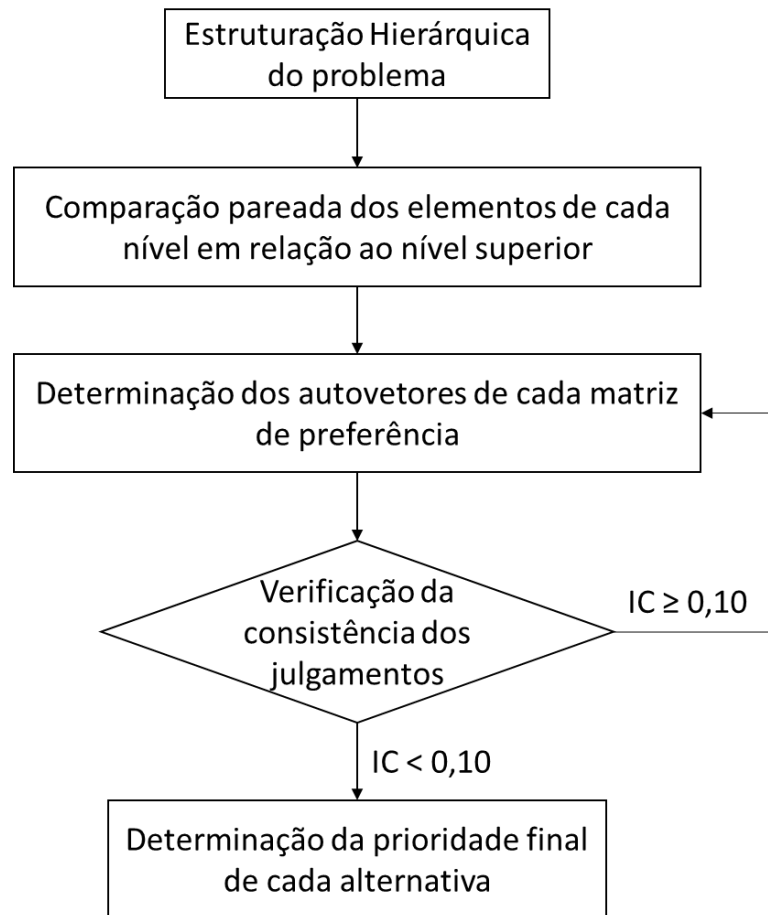 Estruturação Hierárquica
do problema
Comparação pareada dos elementos de cada
nível em relação ao nível superior
Determinação dos autovetores de cada matriz
de preferência
Verificação da
consistência dos
julgamentos
IC ≥ 0,10
IC < 0,10
Determinação da prioridade final
de cada alternativa